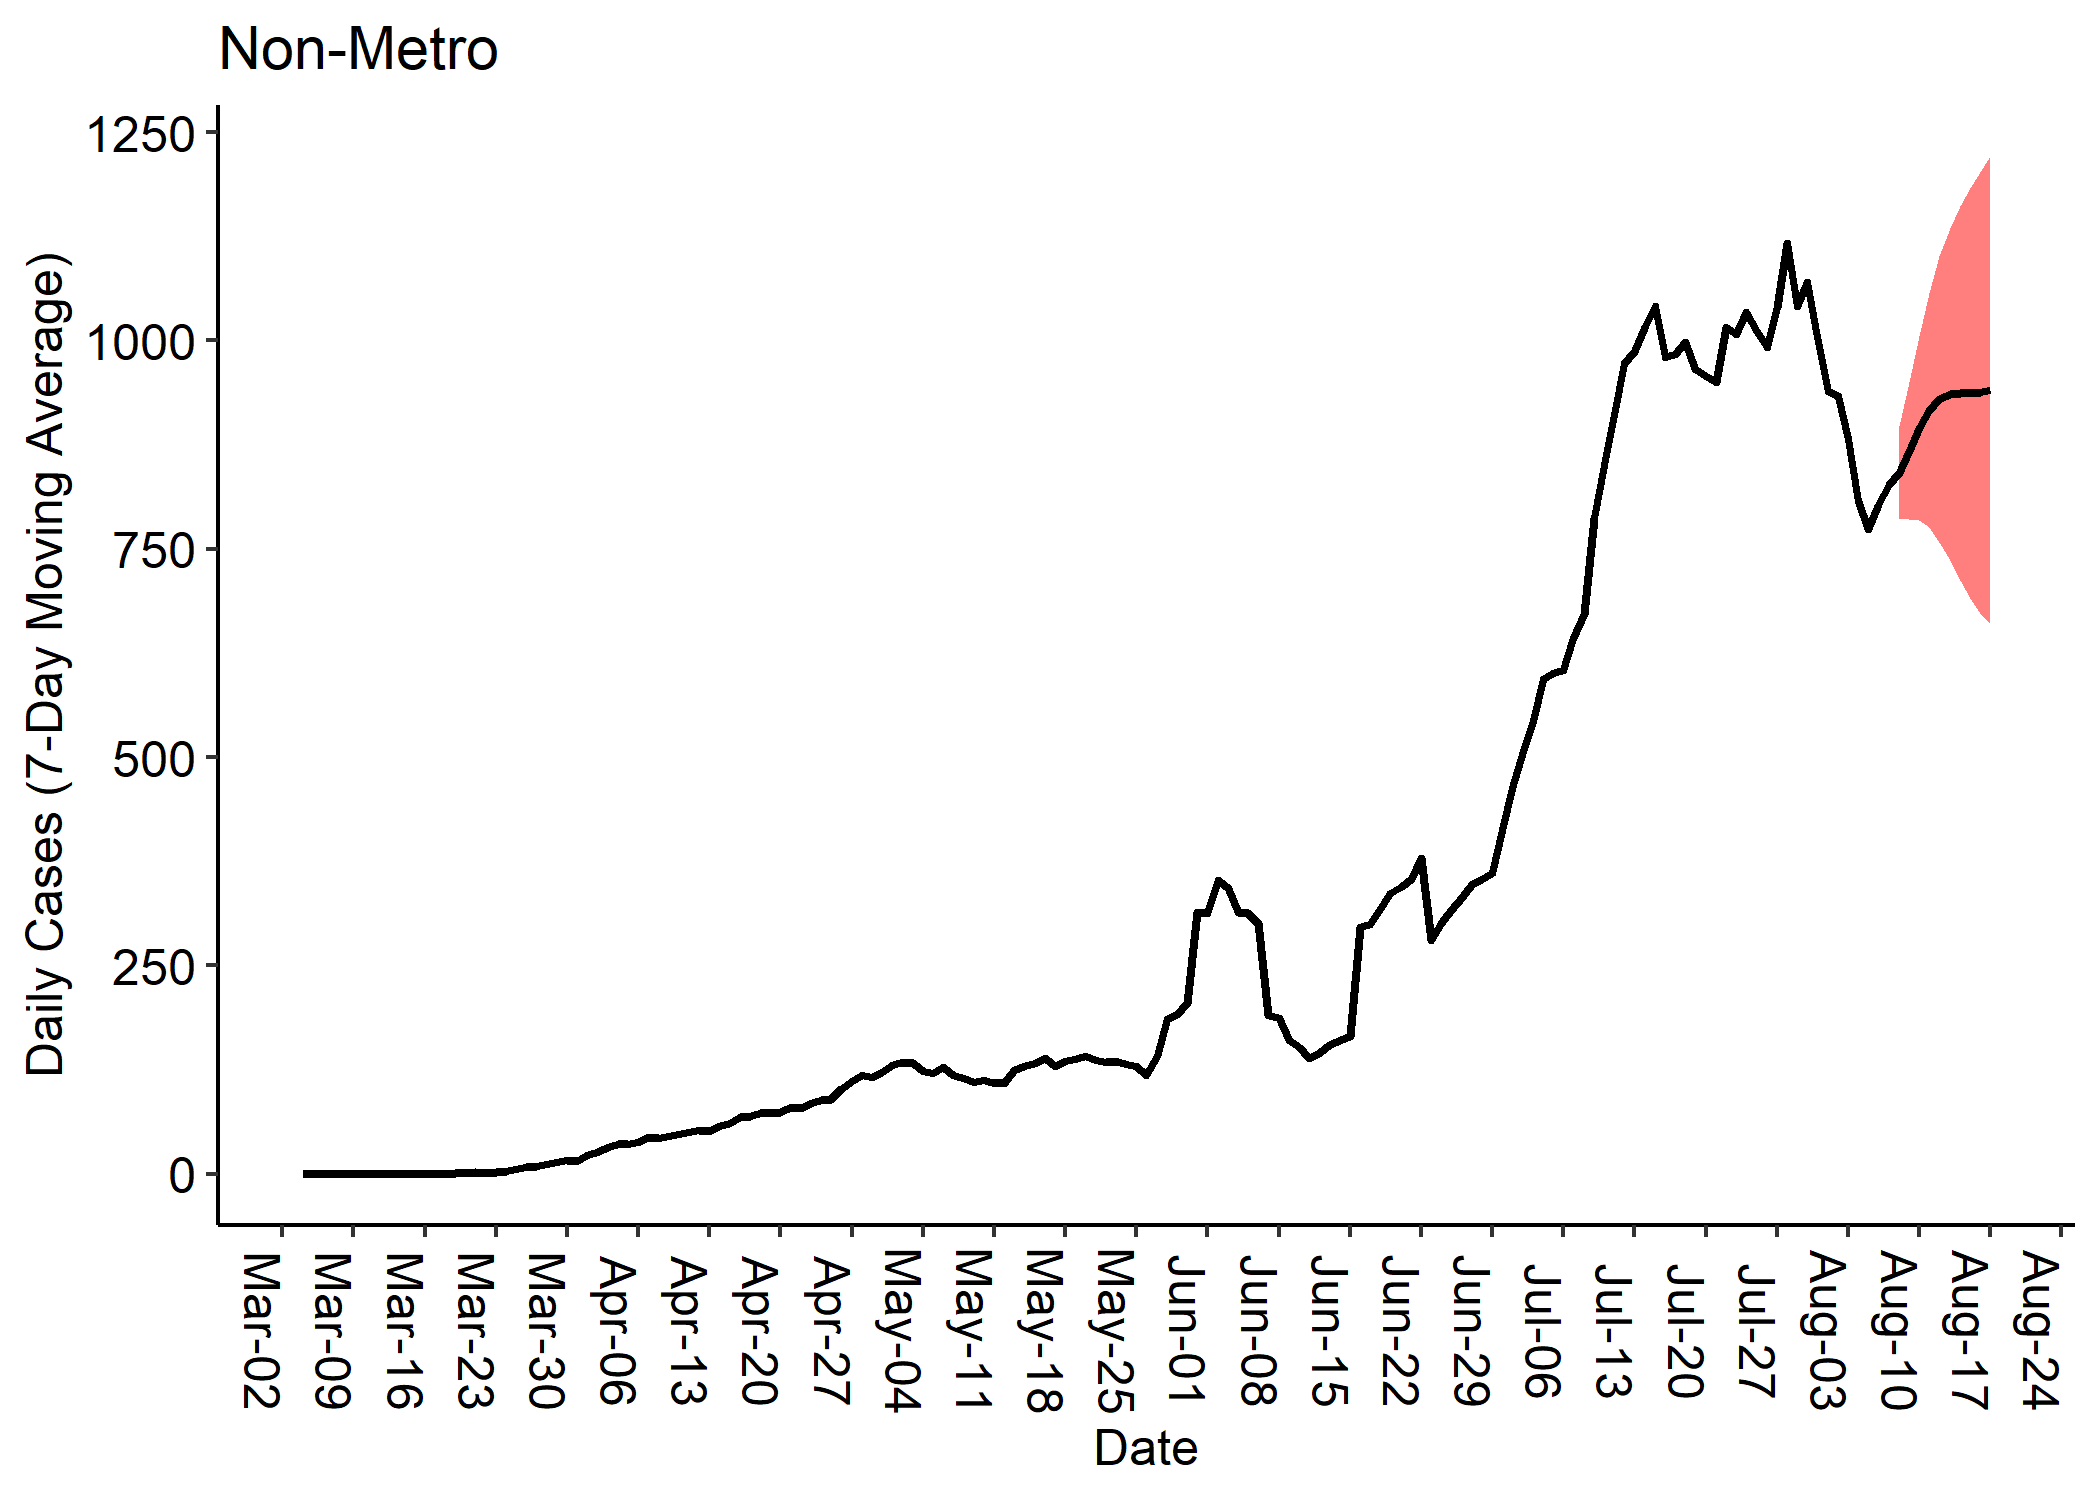 Non-Metro
Daily Cases (7-Day Moving Average)
1250
1000
750
500
250
0
Mar-02
Mar-09
Mar-16
Mar-23
Mar-30
Apr-06
Apr-13
Apr-20
Apr-27
May-04
May-11
May-18
May-25
Jun-01
Jun-08
Jun-15
Jun-22
Jun-29
Jul-06
Jul-13
Jul-20
Jul-27
Aug-03
Aug-10
Aug-17
Aug-24
Date